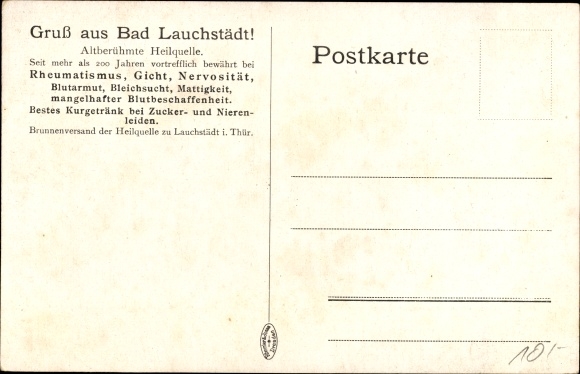 Gruß aus Bad Lauchstädt!
Altberühmte Heilquelle.
Seit mehr als 200 Jahren vortrefflich bewährt bei
Rheumatismus, Gicht, Nervosität,
Blutarmut, Bleichsucht, Mattigkeit,
mangelhafter Blutbeschaffenheit.
Bestes Kurgetränk bei Zucker- und Nieren-
leiden.
Brunnenversand der Heilquelle zu Lauchstädt i. Thür.
Postkarte
10,-